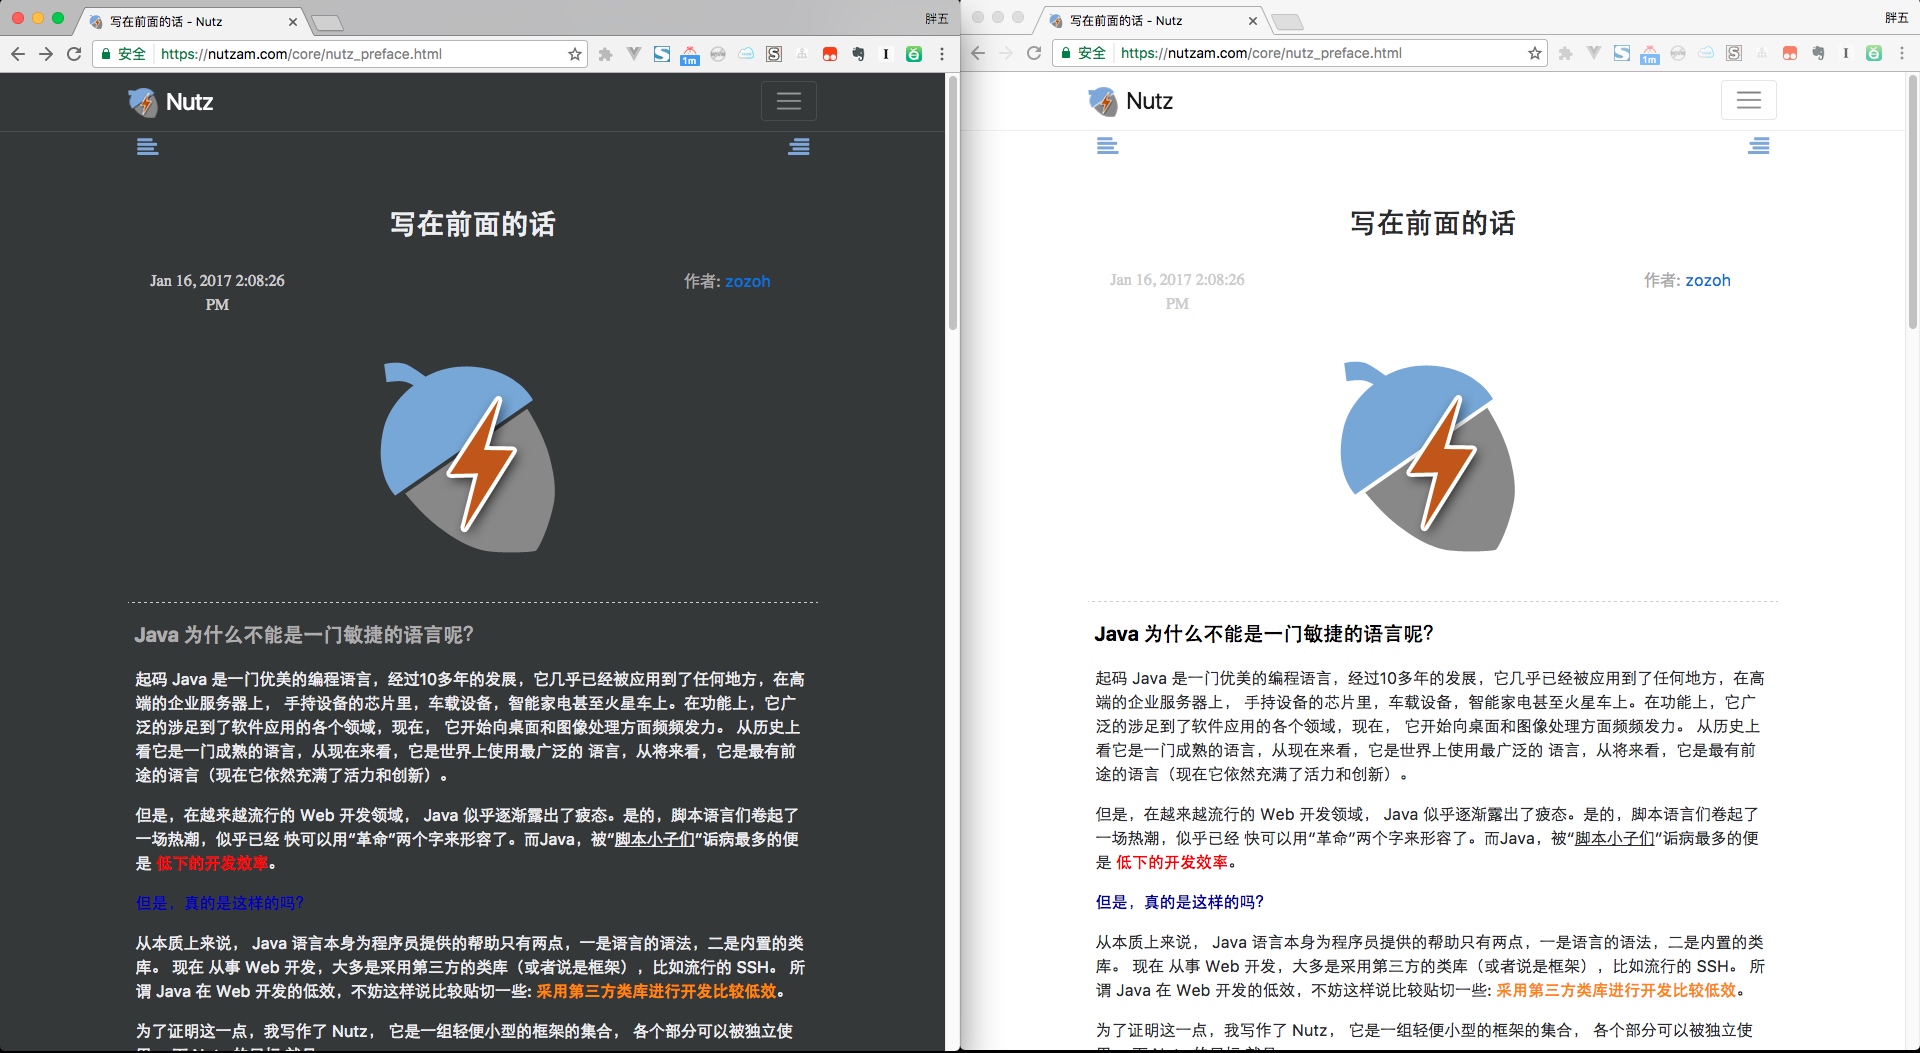 写在前面的话 - Nutz
胖五
安全 https://nutzam.com/core/nutz_preface.html
1m
Nutz
写在前面的话
Jan 16, 2017 2:08:26
PM
作者: zozoh
Java 为什么不能是一门敏捷的语言呢？
起码 Java 是一门优美的编程语言，经过10多年的发展，它几乎已经被应用到了任何地方，在高
端的企业服务器上， 手持设备的芯片里，车载设备，智能家电甚至火星车上。在功能上，它广
泛的涉足到了软件应用的各个领域，现在， 它开始向桌面和图像处理方面频频发力。 从历史上
看它是一门成熟的语言，从现在来看，它是世界上使用最广泛的 语言，从将来看，它是最有前
途的语言（现在它依然充满了活力和创新）。
但是，在越来越流行的 Web 开发领域， Java 似乎逐渐露出了疲态。是的，脚本语言们卷起了
一场热潮，似乎已经 快可以用“革命”两个字来形容了。而Java，被“脚本小子们”诟病最多的便
是 低下的开发效率。
但是，真的是这样的吗？
从本质上来说， Java 语言本身为程序员提供的帮助只有两点，一是语言的语法，二是内置的类
库。 现在 从事 Web 开发，大多是采用第三方的类库（或者说是框架），比如流行的 SSH。 所
谓 Java 在 Web 开发的低效，不妨这样说比较贴切一些: 采用第三方类库进行开发比较低效。
为了证明这一点，我写作了 Nutz， 它是一组轻便小型的框架的集合， 各个部分可以被独立使
写在前面的话 - Nutz
胖五
安全 https://nutzam.com/core/nutz_preface.html
1m
Nutz
写在前面的话
Jan 16, 2017 2:08:26
PM
作者: zozoh
Java 为什么不能是一门敏捷的语言呢？
起码 Java 是一门优美的编程语言，经过10多年的发展，它几乎已经被应用到了任何地方，在高
端的企业服务器上， 手持设备的芯片里，车载设备，智能家电甚至火星车上。在功能上，它广
泛的涉足到了软件应用的各个领域，现在， 它开始向桌面和图像处理方面频频发力。 从历史上
看它是一门成熟的语言，从现在来看，它是世界上使用最广泛的 语言，从将来看，它是最有前
途的语言（现在它依然充满了活力和创新）。
但是，在越来越流行的 Web 开发领域， Java 似乎逐渐露出了疲态。是的，脚本语言们卷起了
一场热潮，似乎已经 快可以用“革命”两个字来形容了。而Java，被“脚本小子们”诟病最多的便
是 低下的开发效率。
但是，真的是这样的吗？
从本质上来说， Java 语言本身为程序员提供的帮助只有两点，一是语言的语法，二是内置的类
库。 现在 从事 Web 开发，大多是采用第三方的类库（或者说是框架），比如流行的 SSH。 所
谓 Java 在 Web 开发的低效，不妨这样说比较贴切一些: 采用第三方类库进行开发比较低效。
为了证明这一点，我写作了 Nutz， 它是一组轻便小型的框架的集合， 各个部分可以被独立使